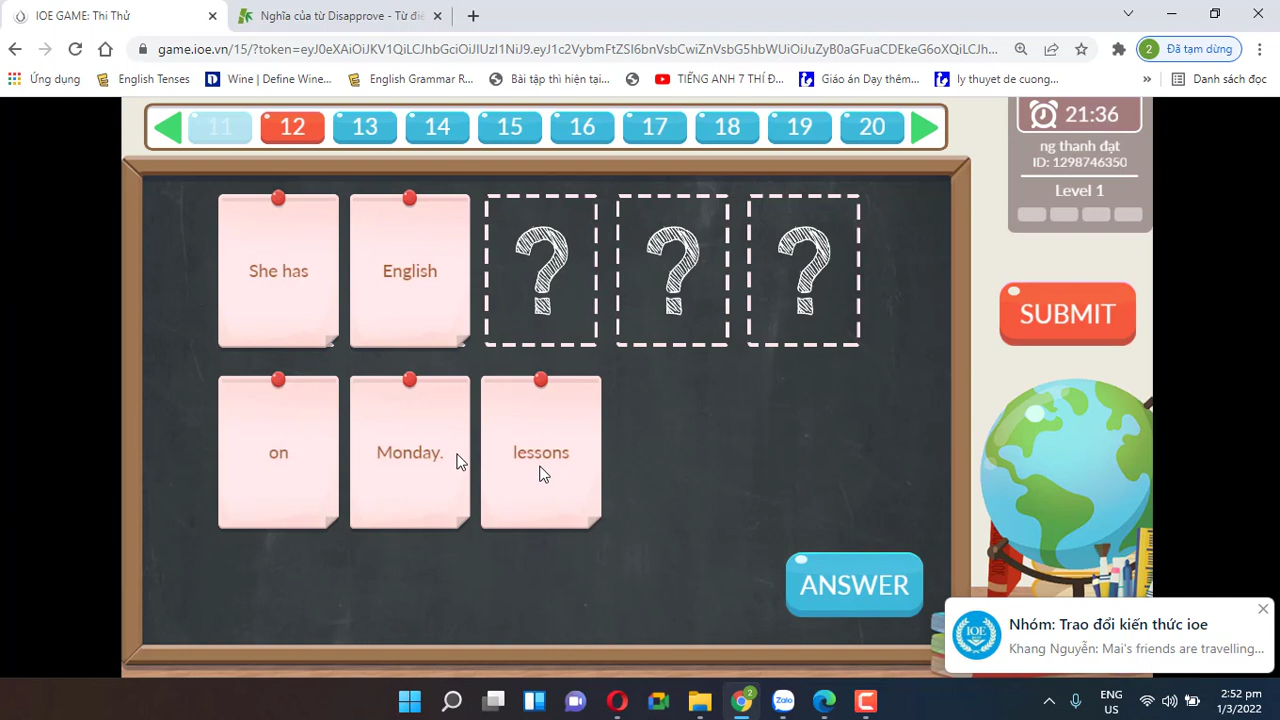 IOE GAME: Thi Thử
Nghĩa của từ Disapprove - Từ điể
game.ioe.vn/15/?token=eyJ0eXAiOiJKV1QiLCJhbGciOiJIUzI1NiJ9.eyJ1c2VybmFtZSI6bnVsbCwiZnVsbG5hbWUiOiJuZyB0aGFuaCDEkeG6oXQiLCJh...
2 Đã tạm dừng
Ứng dụng
English Tenses
Wine | Define Wine...
English Grammar R...
Bài tập thì hiện tại...
TIẾNG ANH 7 THÍ Đ...
Giáo án Dạy thêm...
ly thuyet de cuong...
»
Danh sách đọc
11 12 13 14 15 16 17 18 19 20
21:36
ng thanh đạt
ID: 1298746350
Level 1
She has
English
? ? ?
SUBMIT
on
Monday.
lessons
ANSWER
Nhóm: Trao đổi kiến thức ioe
Khang Nguyễn: Mai's friends are travelling...
IOE
2
Zalo
ENG
US
2:52 pm
1/3/2022